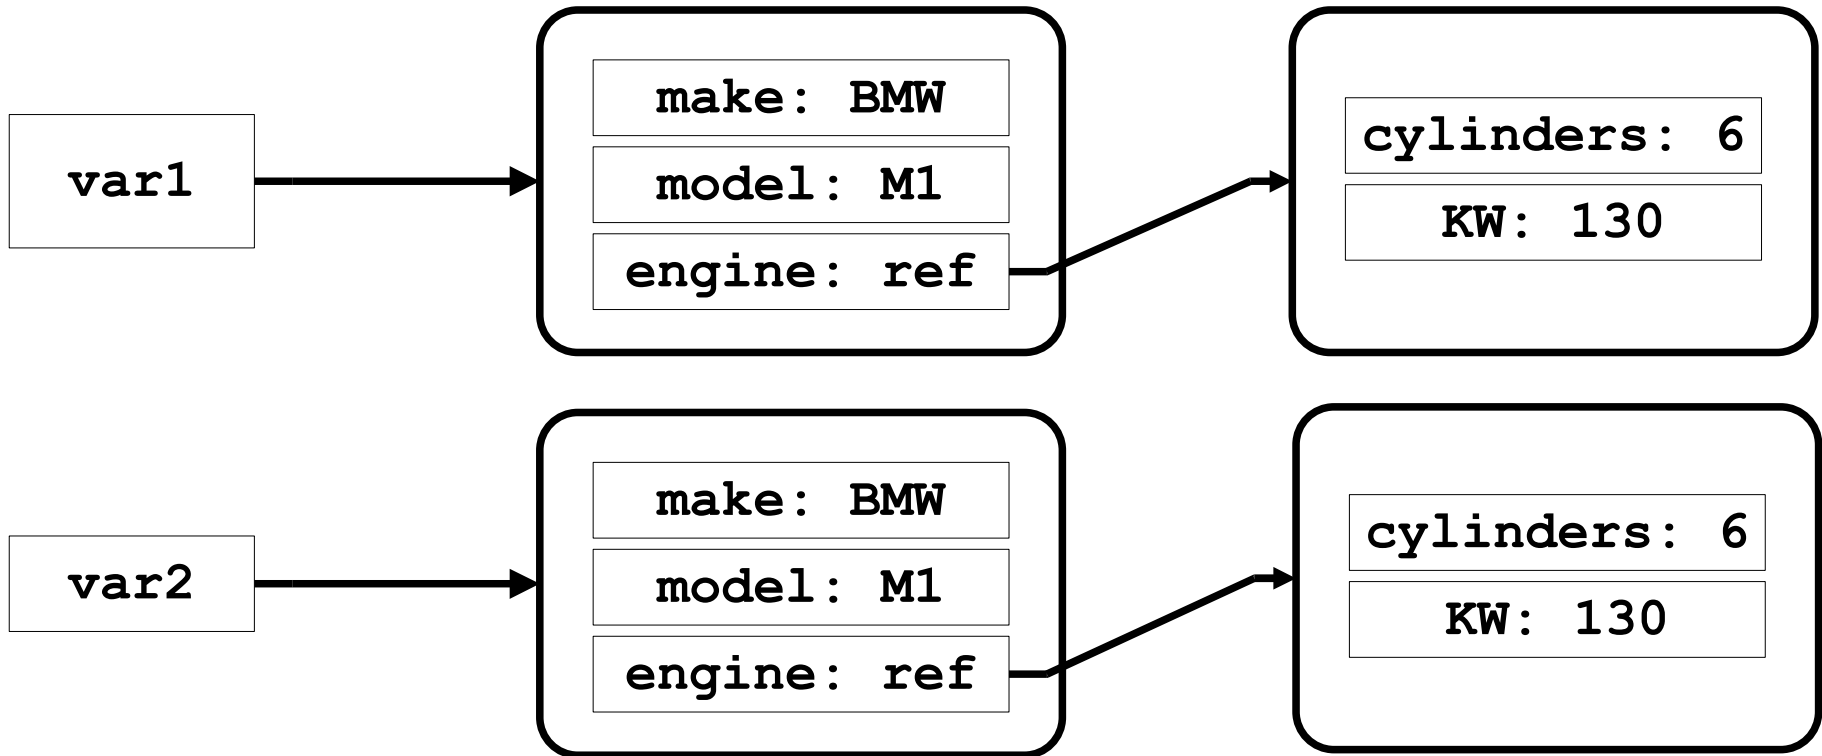 var1
make: BMW
model: M1
engine: ref
cylinders: 6
KW: 130
var2
make: BMW
model: M1
engine: ref
cylinders: 6
KW: 130